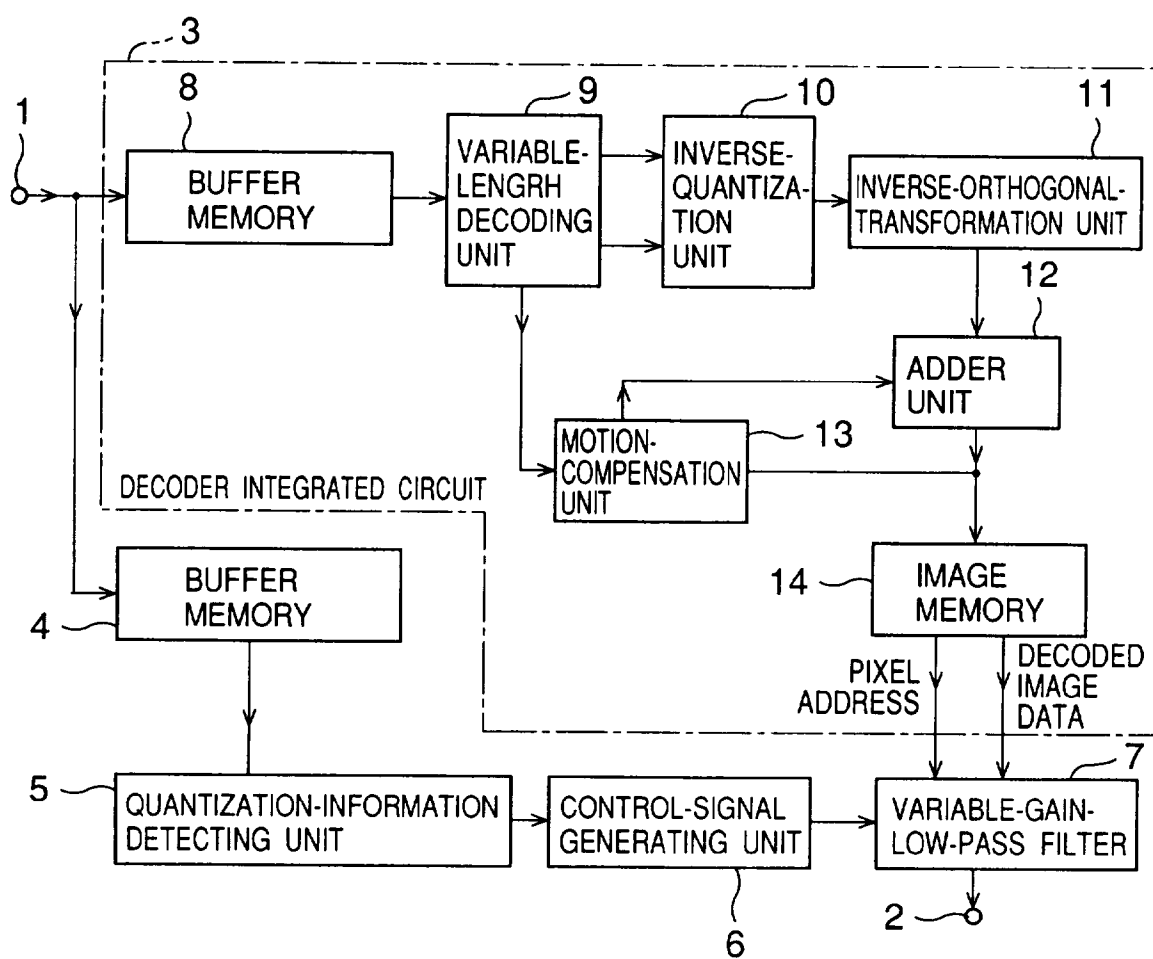 3
1
8
9
10
11
BUFFER
MEMORY
VARIABLE-
LENGRH
DECODING
UNIT
INVERSE-
QUANTIZA-
TION
UNIT
INVERSE-ORTHOGONAL-
TRANSFORMATION UNIT
12
ADDER
UNIT
13
MOTION-
COMPENSATION
UNIT
DECODER INTEGRATED CIRCUIT
BUFFER
MEMORY
4
14
IMAGE
MEMORY
PIXEL
ADDRESS
DECODED
IMAGE
DATA
5
QUANTIZATION-INFORMATION
DETECTING UNIT
CONTROL-SIGNAL
GENERATING UNIT
6
7
VARIABLE-GAIN-
LOW-PASS FILTER
2